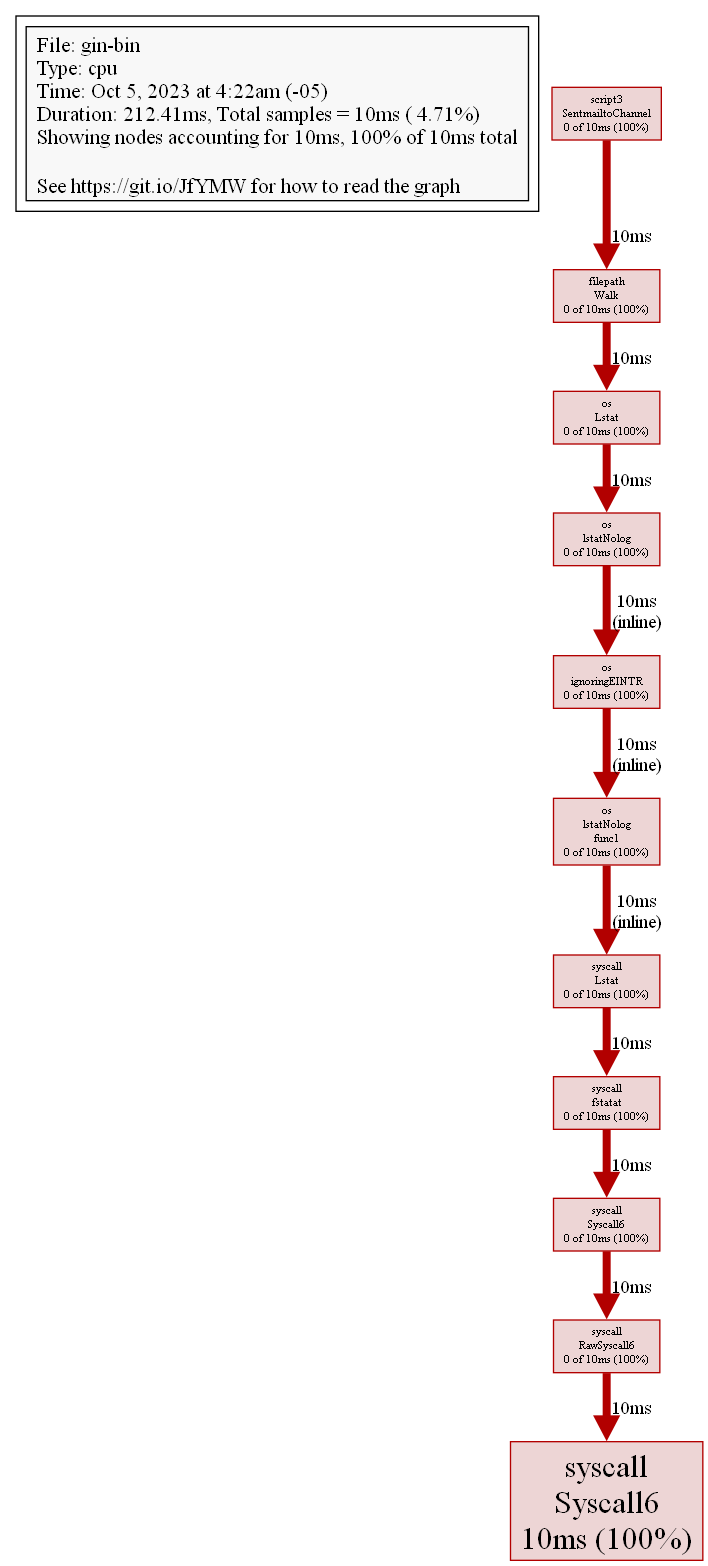 File: gin-bin
Type: cpu
Time: Oct 5, 2023 at 4:22am (-05)
Duration: 212.41ms, Total samples = 10ms ( 4.71%)
Showing nodes accounting for 10ms, 100% of 10ms total
See https://git.io/JfYMW for how to read the graph
script3
SentmailtoChannel
0 of 10ms (100%)
10ms
filepath
Walk
0 of 10ms (100%)
10ms
os
Lstat
0 of 10ms (100%)
10ms
os
lstatNolog
0 of 10ms (100%)
10ms
(inline)
os
ignoringEINTR
0 of 10ms (100%)
10ms
(inline)
os
lstatNolog
func1
0 of 10ms (100%)
10ms
(inline)
syscall
Lstat
0 of 10ms (100%)
10ms
syscall
fstatat
0 of 10ms (100%)
10ms
syscall
Syscall6
0 of 10ms (100%)
10ms
syscall
RawSyscall6
0 of 10ms (100%)
10ms
syscall
Syscall6
10ms (100%)